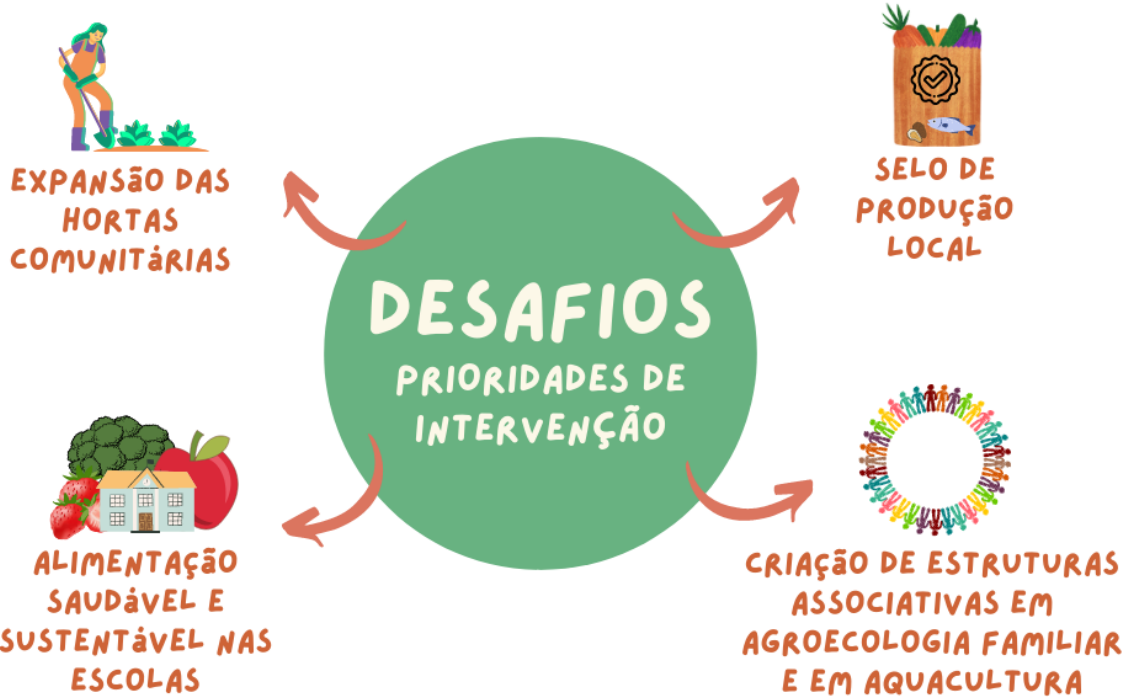 EXPANSÃO DAS
HORTAS
COMUNITÁRIAS
SELO DE
PRODUÇÃO
LOCAL
DESAFIOS
PRIORIDADES DE
INTERVENÇÃO
ALIMENTAÇÃO
SAUDÁVEL E
SUSTENTÁVEL NAS
ESCOLAS
CRIAÇÃO DE ESTRUTURAS
ASSOCIATIVAS EM
AGROECOLOGIA FAMILIAR
E EM AQUACULTURA